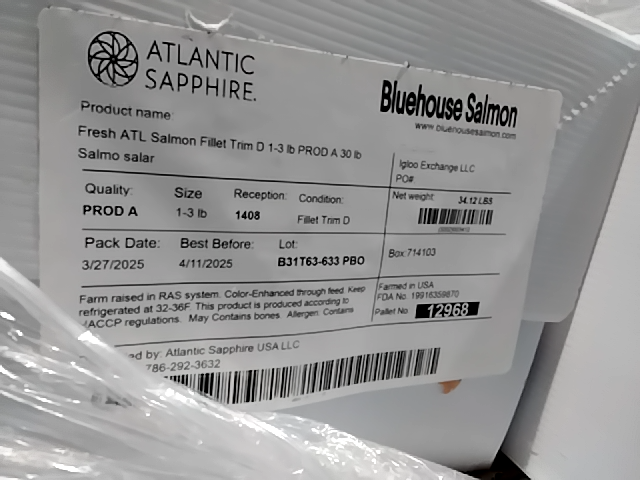 ATLANTIC
SAPPHIRE.
Bluehouse Salmon
www.bluehousesalmon.com
Product name
Fresh ATL Salmon Fillet Trim D 1-3 lb PROD A 30 lb
Salmo salar
Igloo Exchange LLC
PO#
Quality: Size Reception: Condition:
PROD A 1-3 lb 1408 Fillet Trim D
Net weight: 34.12 LBS
Pack Date: Best Before: Lot:
3/27/2025 4/11/2025 B31T63-633 PBO
Box:714103
Farm raised in RAS system. Color-Enhanced through feed. Keep
refrigerated at 32-36F. This product is produced according to
ACCP regulations. May Contains bones. Allergen: Contains
Farmed in USA
FDA No. 19916359870
Pallet No 12968
ed by: Atlantic Sapphire USA LLC
786-292-3632